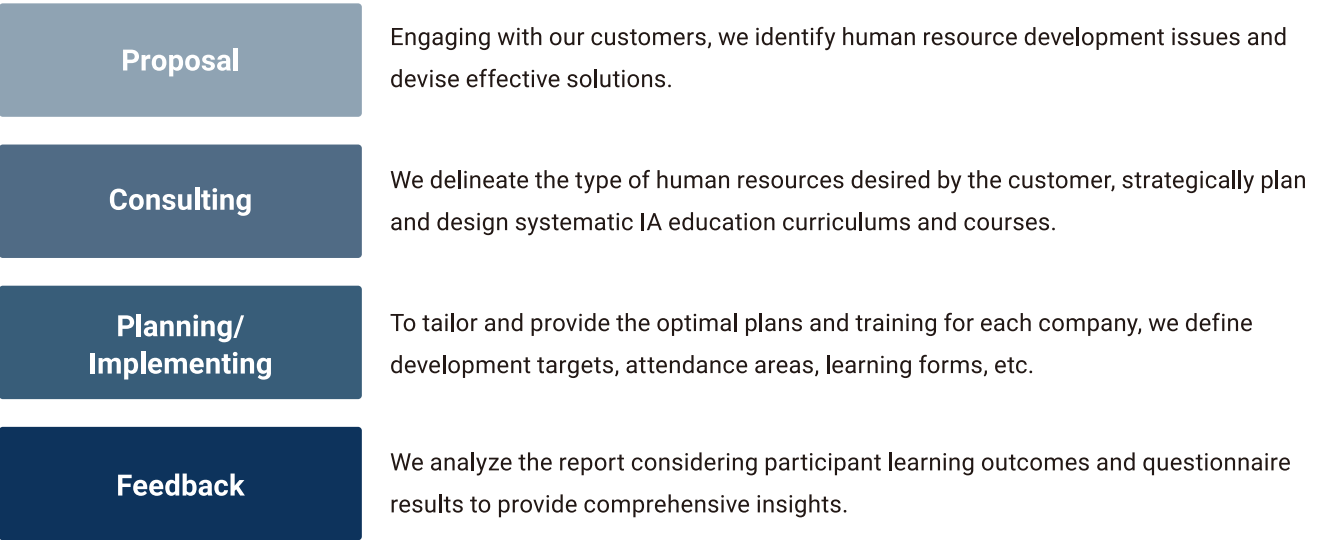 Proposal
Engaging with our customers, we identify human resource development issues and
devise effective solutions.
Consulting
We delineate the type of human resources desired by the customer, strategically plan
and design systematic IA education curriculums and courses.
Planning/
Implementing
To tailor and provide the optimal plans and training for each company, we define
development targets, attendance areas, learning forms, etc.
Feedback
We analyze the report considering participant learning outcomes and questionnaire
results to provide comprehensive insights.